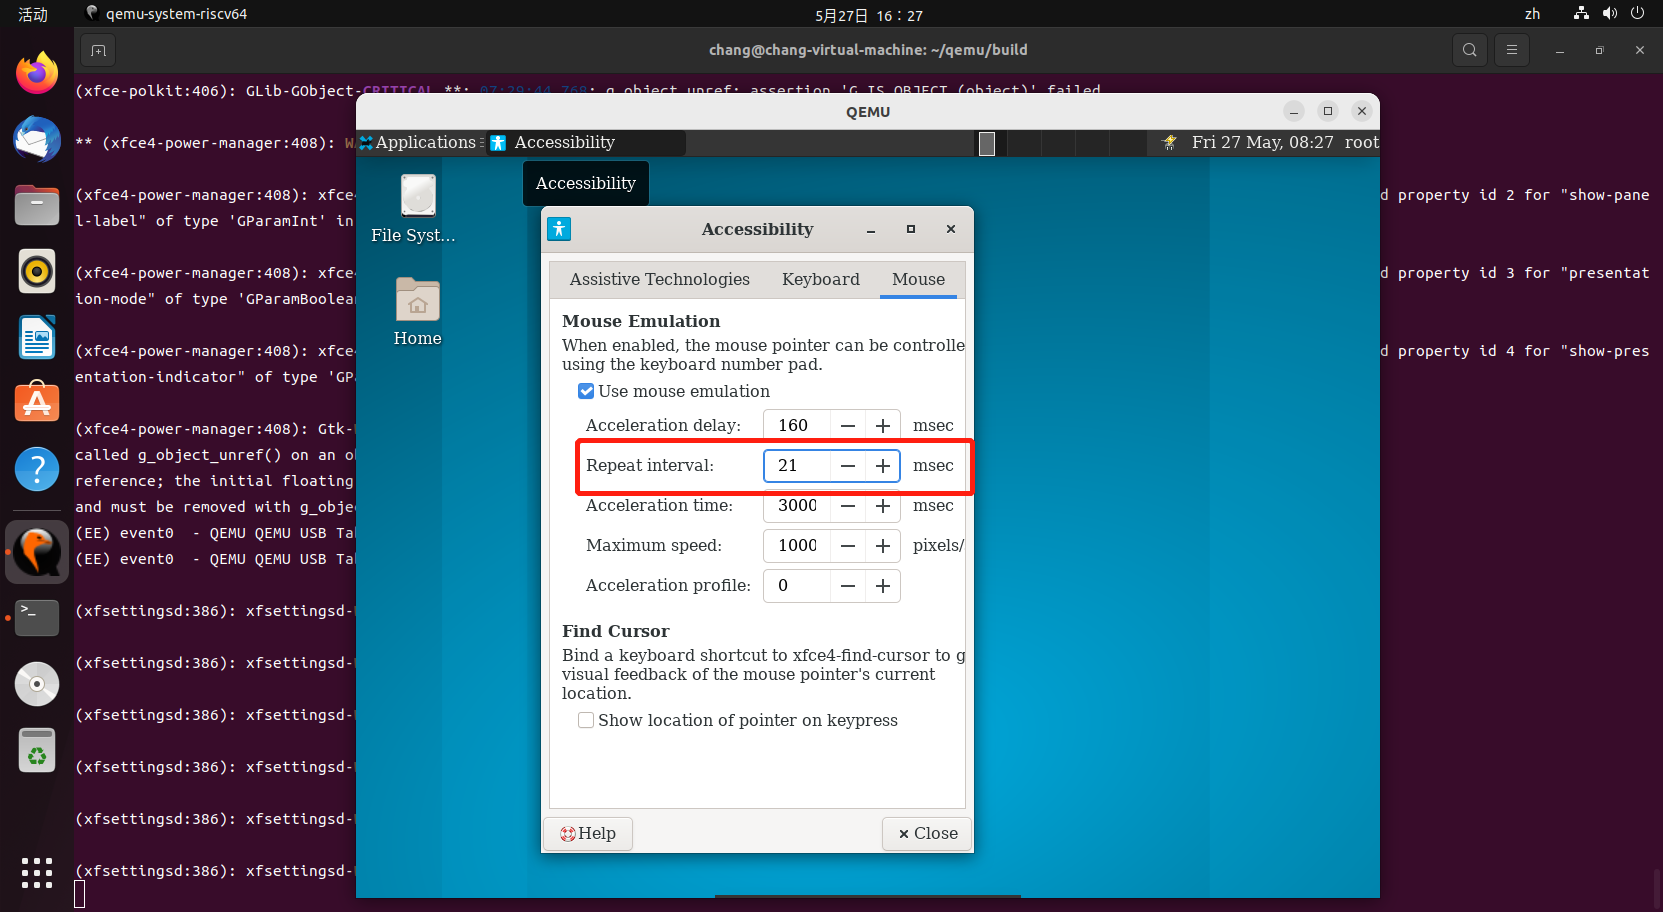 活动
qemu-system-riscv64
5月27日 16：27
zh
chang@chang-virtual-machine: ~/qemu/build
(xfce-polkit:406): GLib-GObject-CRITICAL **: 07:29:44.768: g_object_unref: assertion 'G_IS_OBJECT (object)' failed
QEMU
** (xfce4-power-manager:408): W
Applications
Accessibility
Fri 27 May, 08:27 root
Accessibility
(xfce4-power-manager:408): xfce
d property id 2 for "show-pane
l-label" of type 'GParamInt' in
File Syst...
Accessibility
(xfce4-power-manager:408): xfce
d property id 3 for "presentat
ion-mode" of type 'GParamBoolea
Home
(xfce4-power-manager:408): xfce
d property id 4 for "show-pres
entation-indicator" of type 'GP
(xfce4-power-manager:408): Gtk-
called g_object_unref() on an o
reference; the initial floating
and must be removed with g_obje
(EE) event0 - QEMU QEMU USB Ta
(EE) event0 - QEMU QEMU USB Ta
(xfsettingsd:386): xfsettingsd-
(xfsettingsd:386): xfsettingsd-
(xfsettingsd:386): xfsettingsd-
(xfsettingsd:386): xfsettingsd-
(xfsettingsd:386): xfsettingsd-
(xfsettingsd:386): xfsettingsd-
Assistive Technologies Keyboard Mouse
Mouse Emulation
When enabled, the mouse pointer can be controlle
using the keyboard number pad.
Use mouse emulation
Acceleration delay: 160 msec
Repeat interval: 21 msec
Acceleration time: 3000 msec
Maximum speed: 1000 pixels/
Acceleration profile: 0
Find Cursor
Bind a keyboard shortcut to xfce4-find-cursor to g
visual feedback of the mouse pointer's current
location.
Show location of pointer on keypress
Help
Close